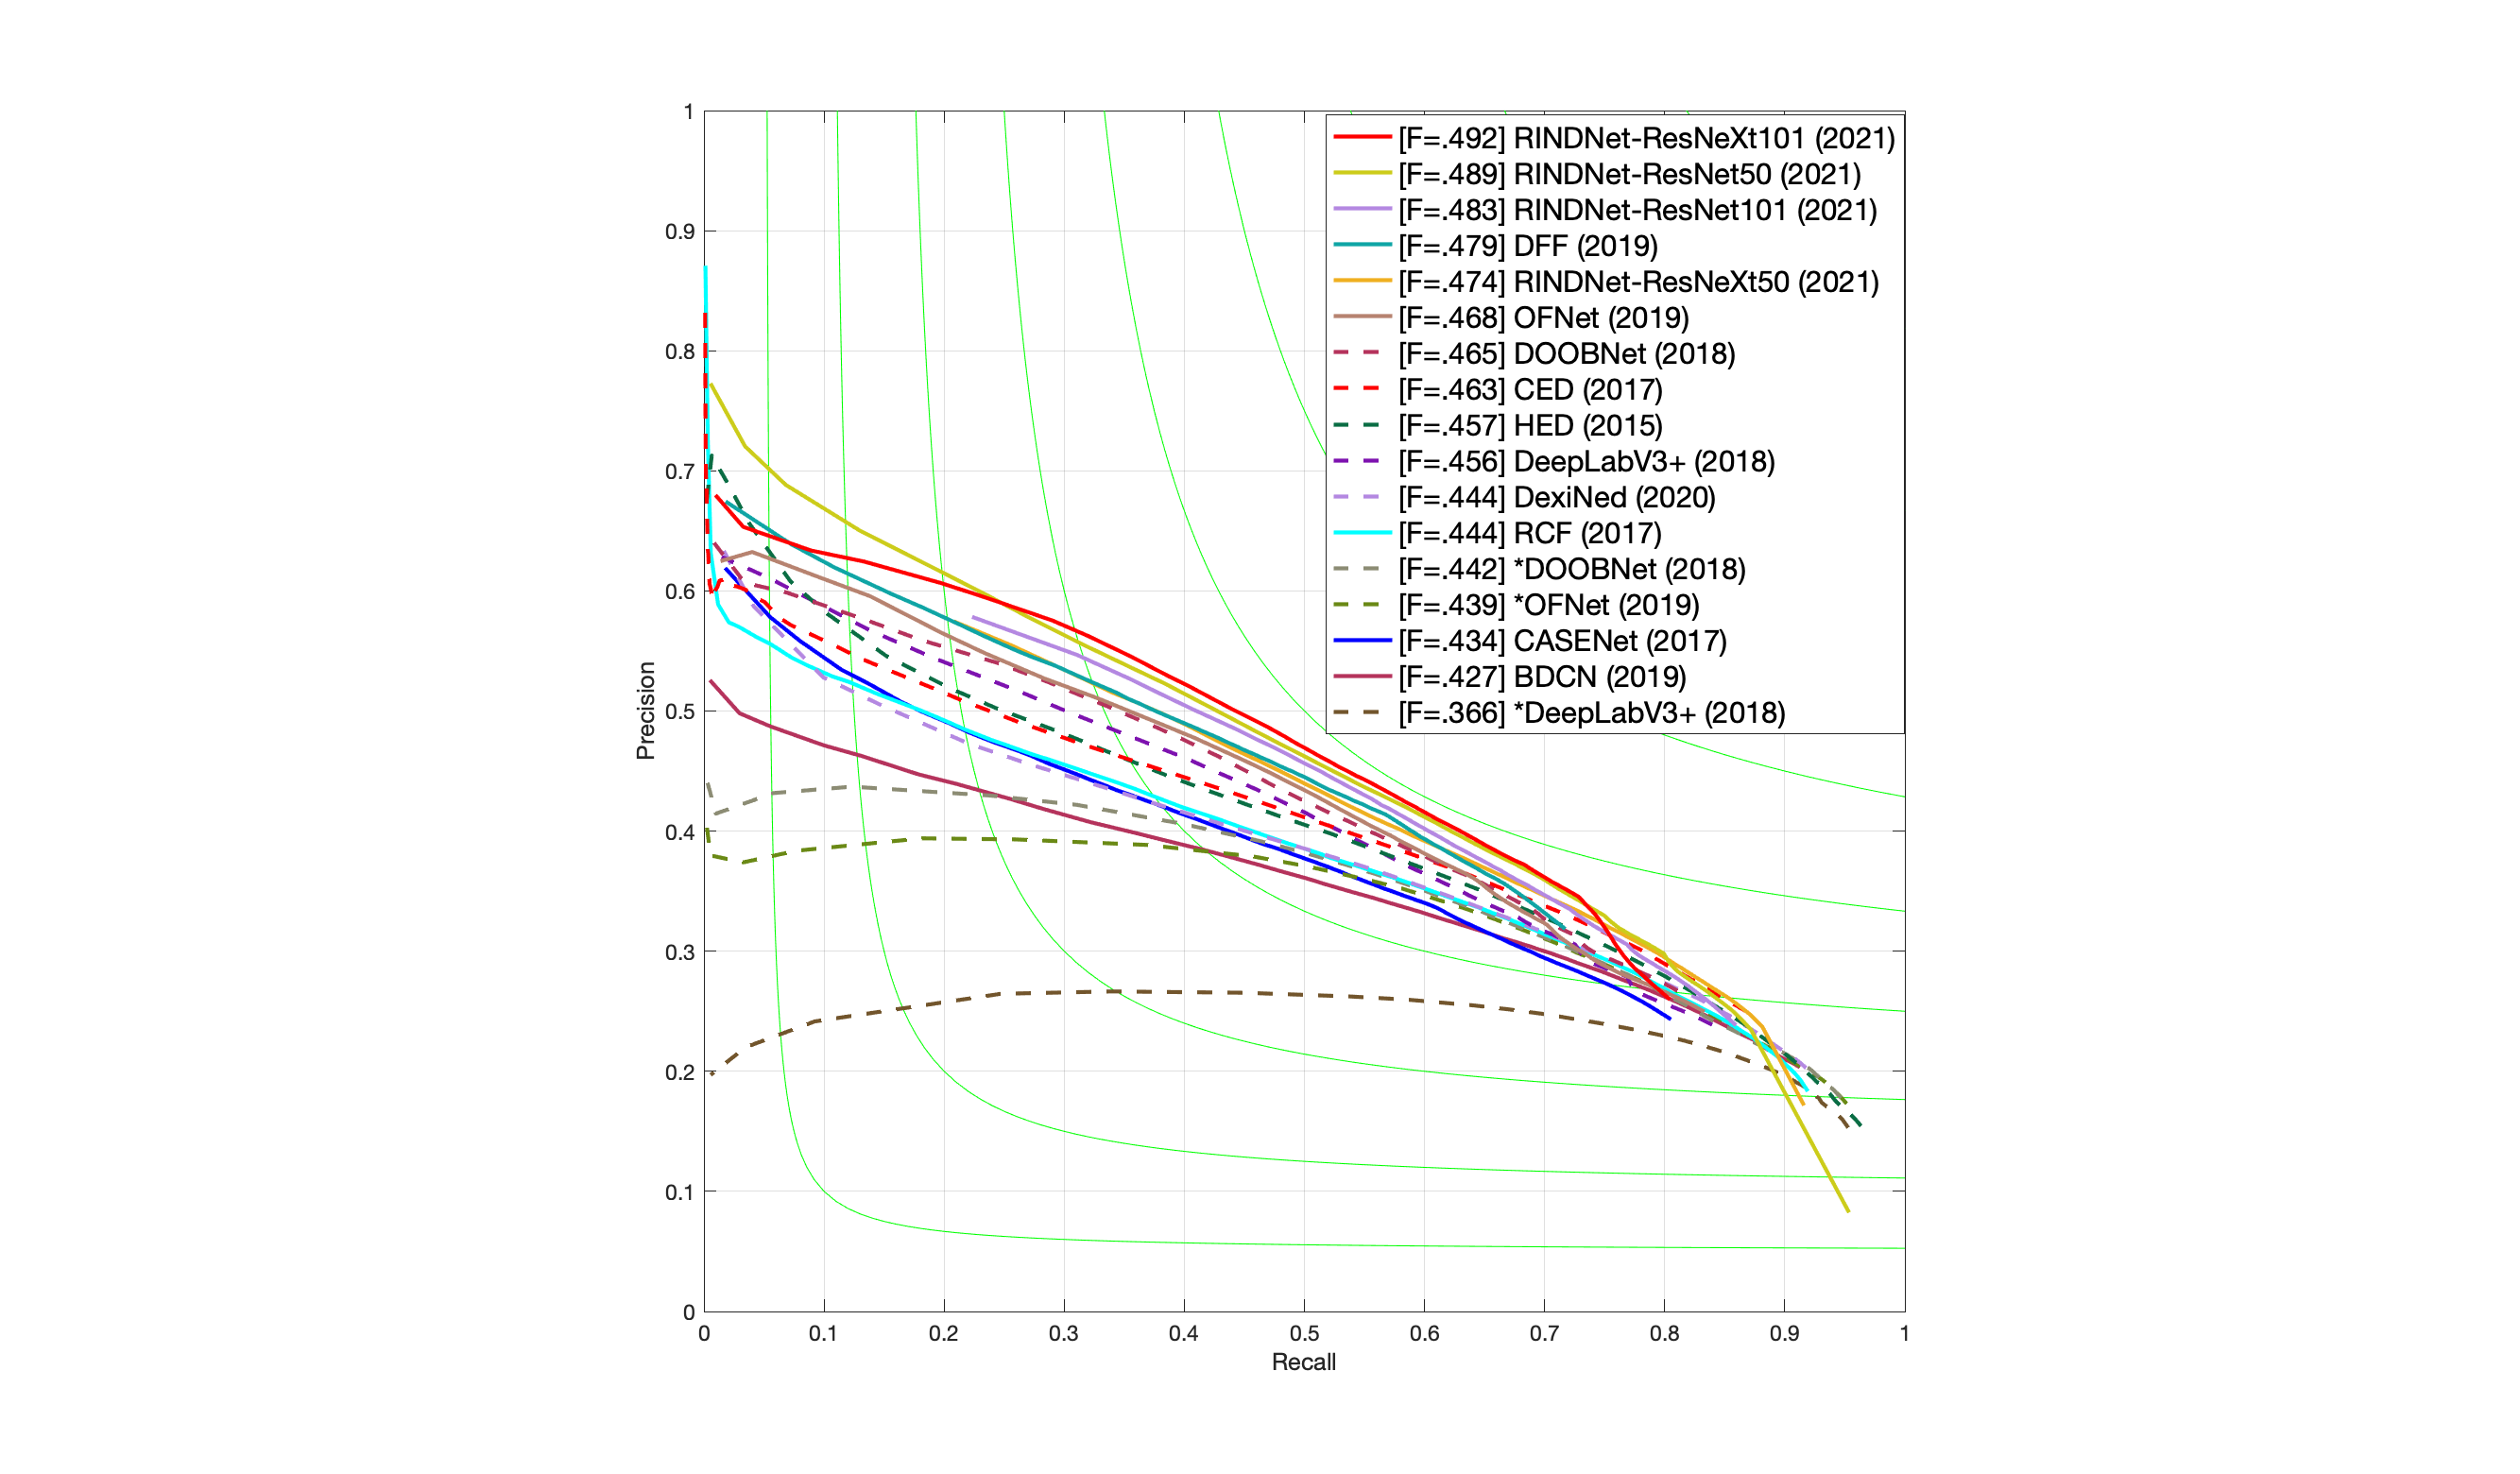 1
0.9
0.8
0.7
0.6
0.5
0.4
0.3
0.2
0.1
0
Precision
[F=.492] RINDNet-ResNeXt101 (2021)
[F=.489] RINDNet-ResNet50 (2021)
[F=.483] RINDNet-ResNet101 (2021)
[F=.479] DFF (2019)
[F=.474] RINDNet-ResNeXt50 (2021)
[F=.468] OFNet (2019)
[F=.465] DOOBNet (2018)
[F=.463] CED (2017)
[F=.457] HED (2015)
[F=.456] DeepLabV3+ (2018)
[F=.444] DexiNed (2020)
[F=.444] RCF (2017)
[F=.442] *DOOBNet (2018)
[F=.439] *OFNet (2019)
[F=.434] CASENet (2017)
[F=.427] BDCN (2019)
[F=.366] *DeepLabV3+ (2018)
0 0.1 0.2 0.3 0.4 0.5 0.6 0.7 0.8 0.9 1
Recall